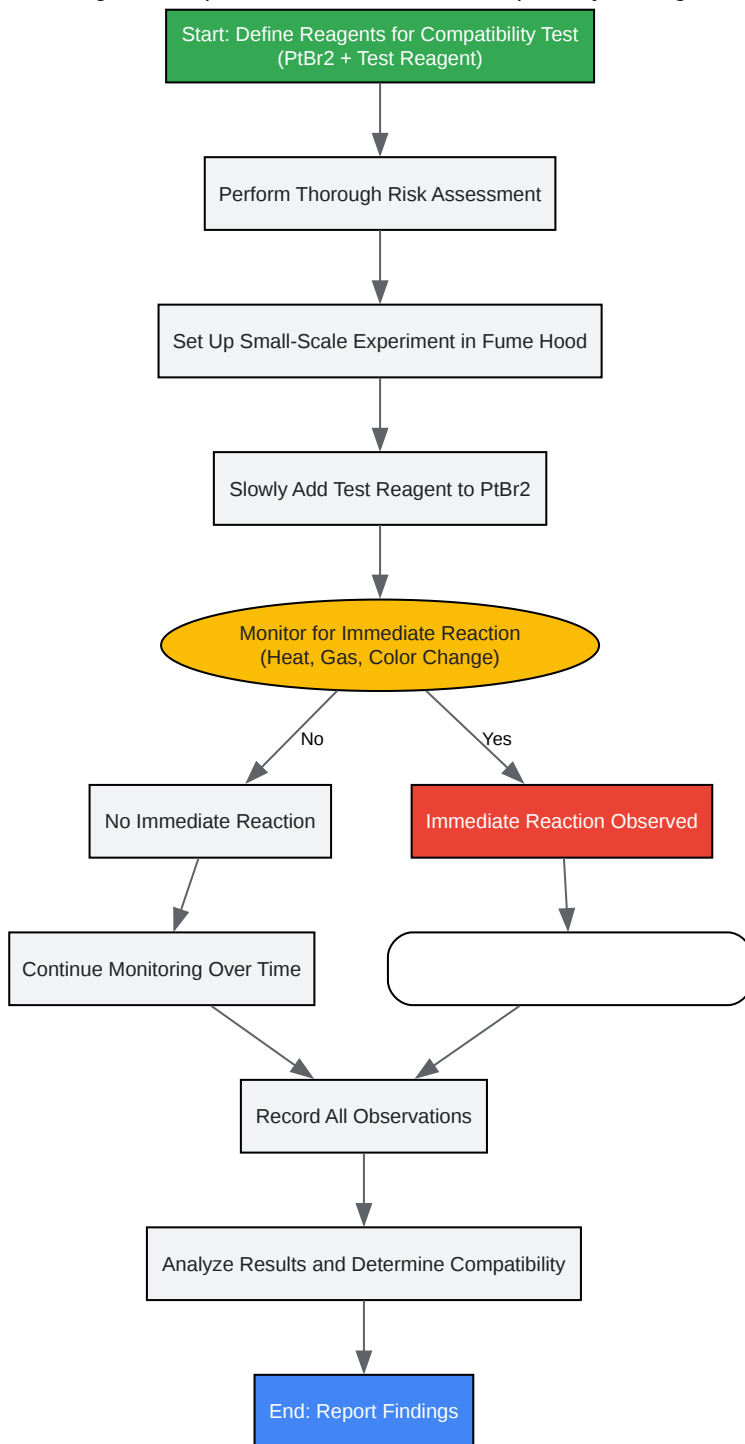 Start: Define Reagents for Compatibility Test
(PtBr2 + Test Reagent)
Perform Thorough Risk Assessment
Set Up Small-Scale Experiment in Fume Hood
Slowly Add Test Reagent to PtBr2
Monitor for Immediate Reaction
(Heat, Gas, Color Change)
No
Yes
No Immediate Reaction
Immediate Reaction Observed
Continue Monitoring Over Time
Record All Observations
Analyze Results and Determine Compatibility
End: Report Findings